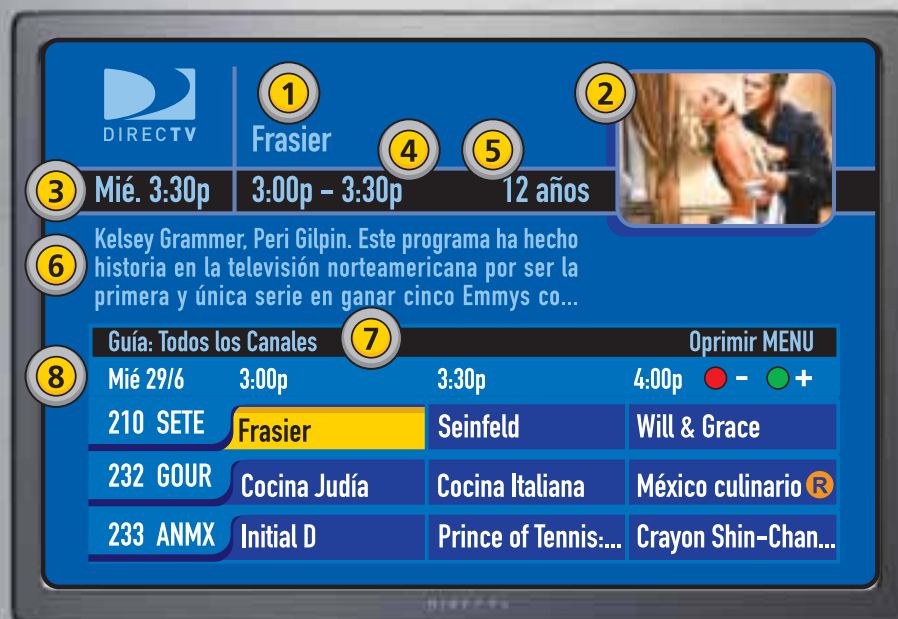 1
2
DIRECTV
Frasier
4
5
3
Mié. 3:30p
3:00p – 3:30p
12 años
6
Kelsey Grammer, Peri Gilpin. Este programa ha hecho
historia en la televisión norteamericana por ser la
primera y única serie en ganar cinco Emmys co...
7
Guía: Todos los Canales
Oprimir MENU
8
Mié 29/6 3:00p 3:30p 4:00p - +
210 SETE Frasier Seinfeld Will & Grace
232 GOUR Cocina Judía Cocina Italiana México culinario R
233 ANMX Initial D Prince of Tennis:... Crayon Shin-Chan...